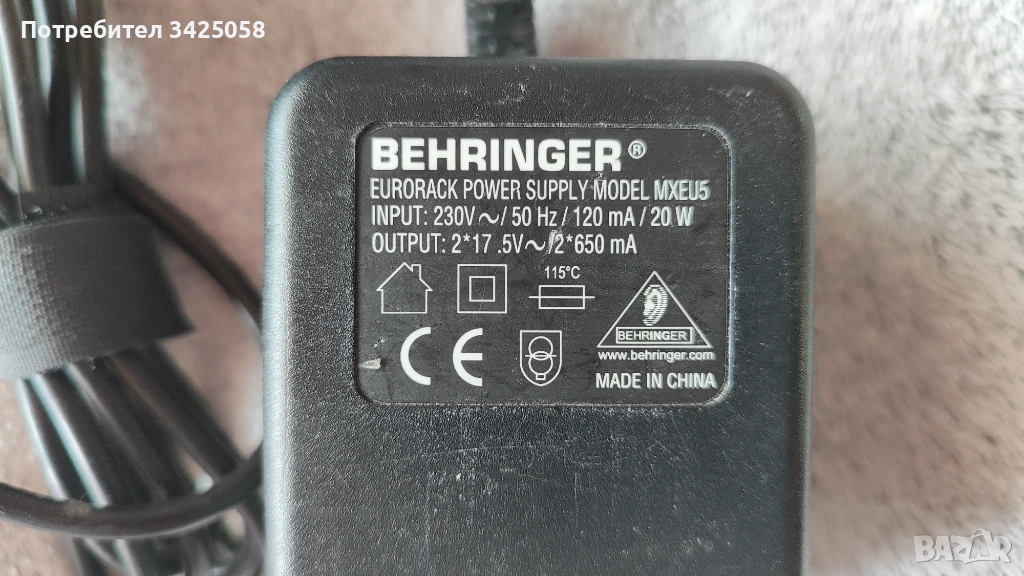 Потребител 3425058
BEHRINGER®
EURORACK POWER SUPPLY MODEL MXEU5
INPUT: 230V ~/ 50 Hz / 120 mA / 20 W
OUTPUT: 2*17 .5V~/2*650 mA
115°C
BEHRINGER
www.behringer.com
CE
MADE IN CHINA
BAZAR